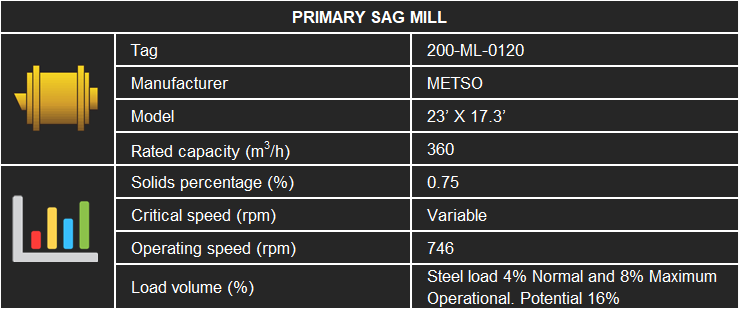 PRIMARY SAG MILL
Tag 200-ML-0120
Manufacturer METSO
Model 23’ X 17.3’
Rated capacity (m³/h) 360
Solids percentage (%) 0.75
Critical speed (rpm) Variable
Operating speed (rpm) 746
Load volume (%) Steel load 4% Normal and 8% Maximum
Operational. Potential 16%